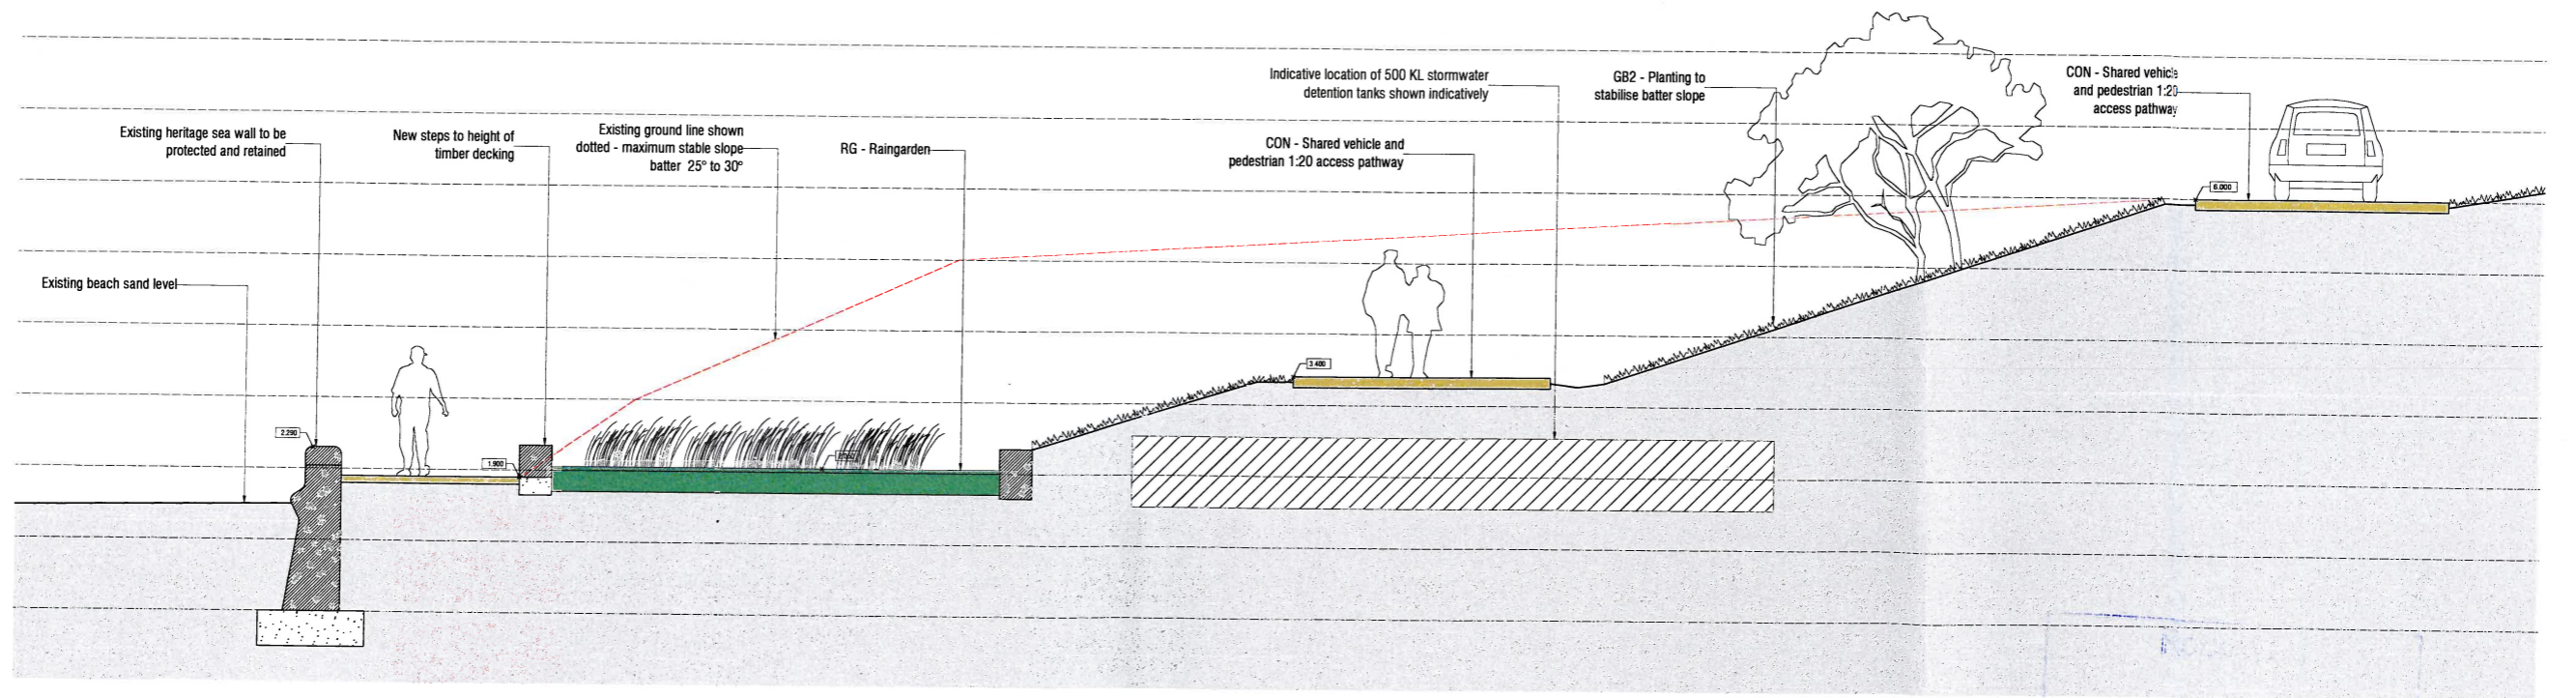 Existing beach sand level
Existing heritage sea wall to be
protected and retained
2.290
New steps to height of
timber decking
1.900
Existing ground line shown
dotted - maximum stable slope
batter 25° to 30°
RG - Raingarden
CON - Shared vehicle and
pedestrian 1:20 access pathway
3.400
Indicative location of 500 KL stormwater
detention tanks shown indicatively
GB2 - Planting to
stabilise batter slope
CON - Shared vehicle
and pedestrian 1:20
access pathway
6.000